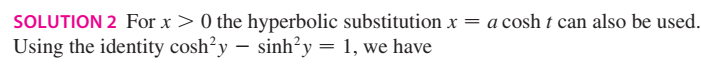 SOLUTION 2 For x > 0 the hyperbolic substitution x = a cosh t can also be used.
Using the identity cosh²y − sinh²y = 1, we have